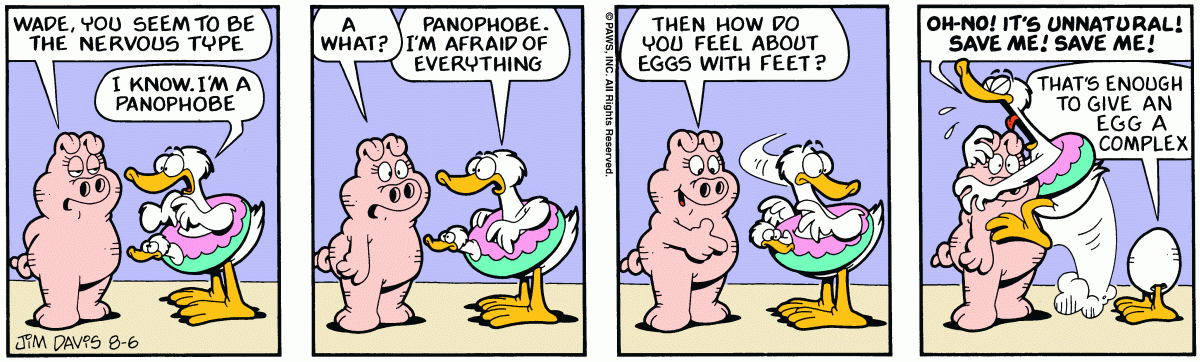 WADE, YOU SEEM TO BE
THE NERVOUS TYPE
I KNOW. I'M A
PANOPHOBE
JIM DAVIS 8-6
A
WHAT?
PANOPHOBE.
I'M AFRAID OF
EVERYTHING
© PAWS, INC. All Rights Reserved.
THEN HOW DO
YOU FEEL ABOUT
EGGS WITH FEET?
OH-NO! IT'S UNNATURAL!
SAVE ME! SAVE ME!
THAT'S ENOUGH
TO GIVE AN
EGG A
COMPLEX